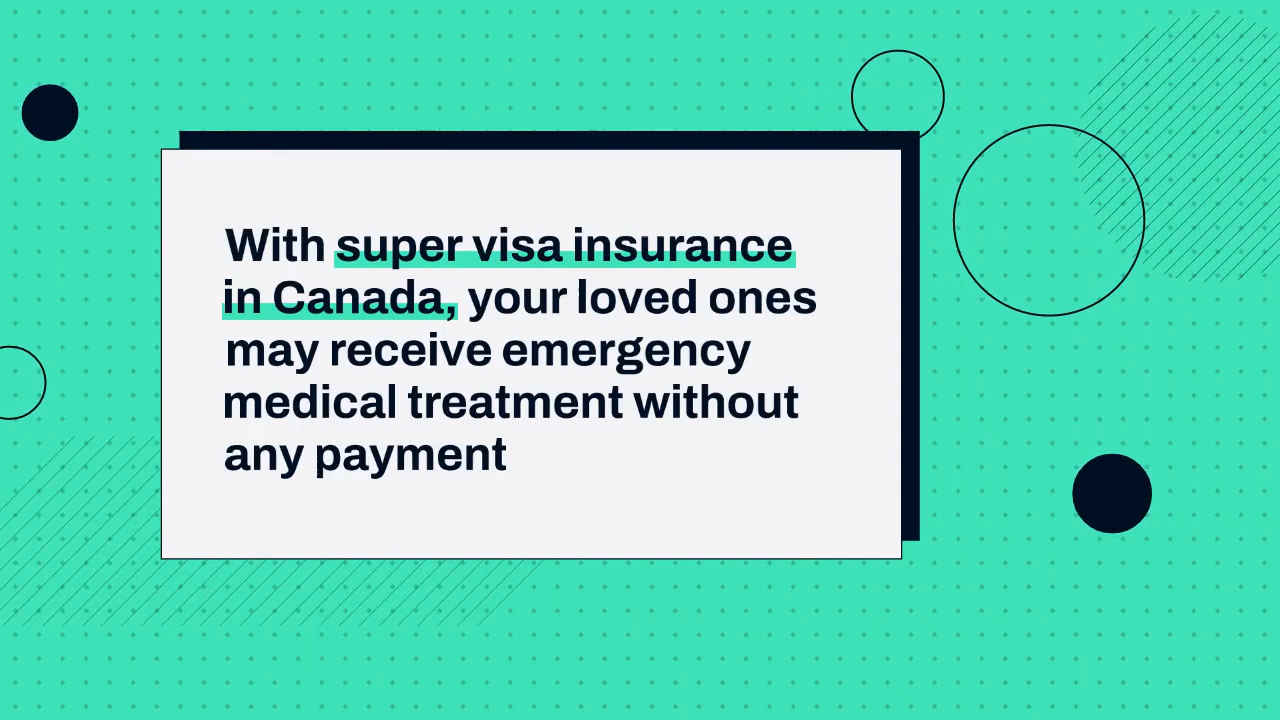 With super visa insurance
in Canada, your loved ones
may receive emergency
medical treatment without
any payment